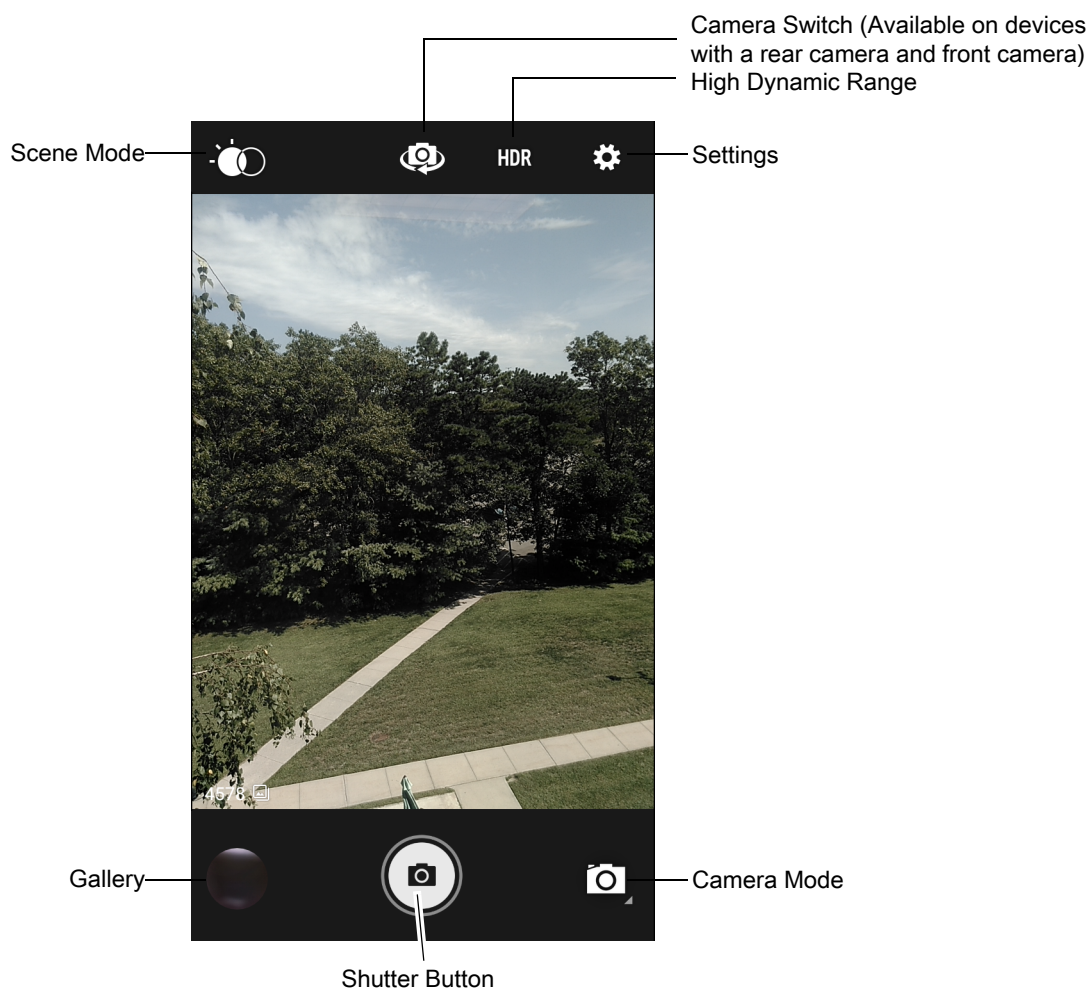 Camera Switch (Available on devices
with a rear camera and front camera)
High Dynamic Range
Scene Mode
HDR
Settings
4578
Gallery
Camera Mode
Shutter Button